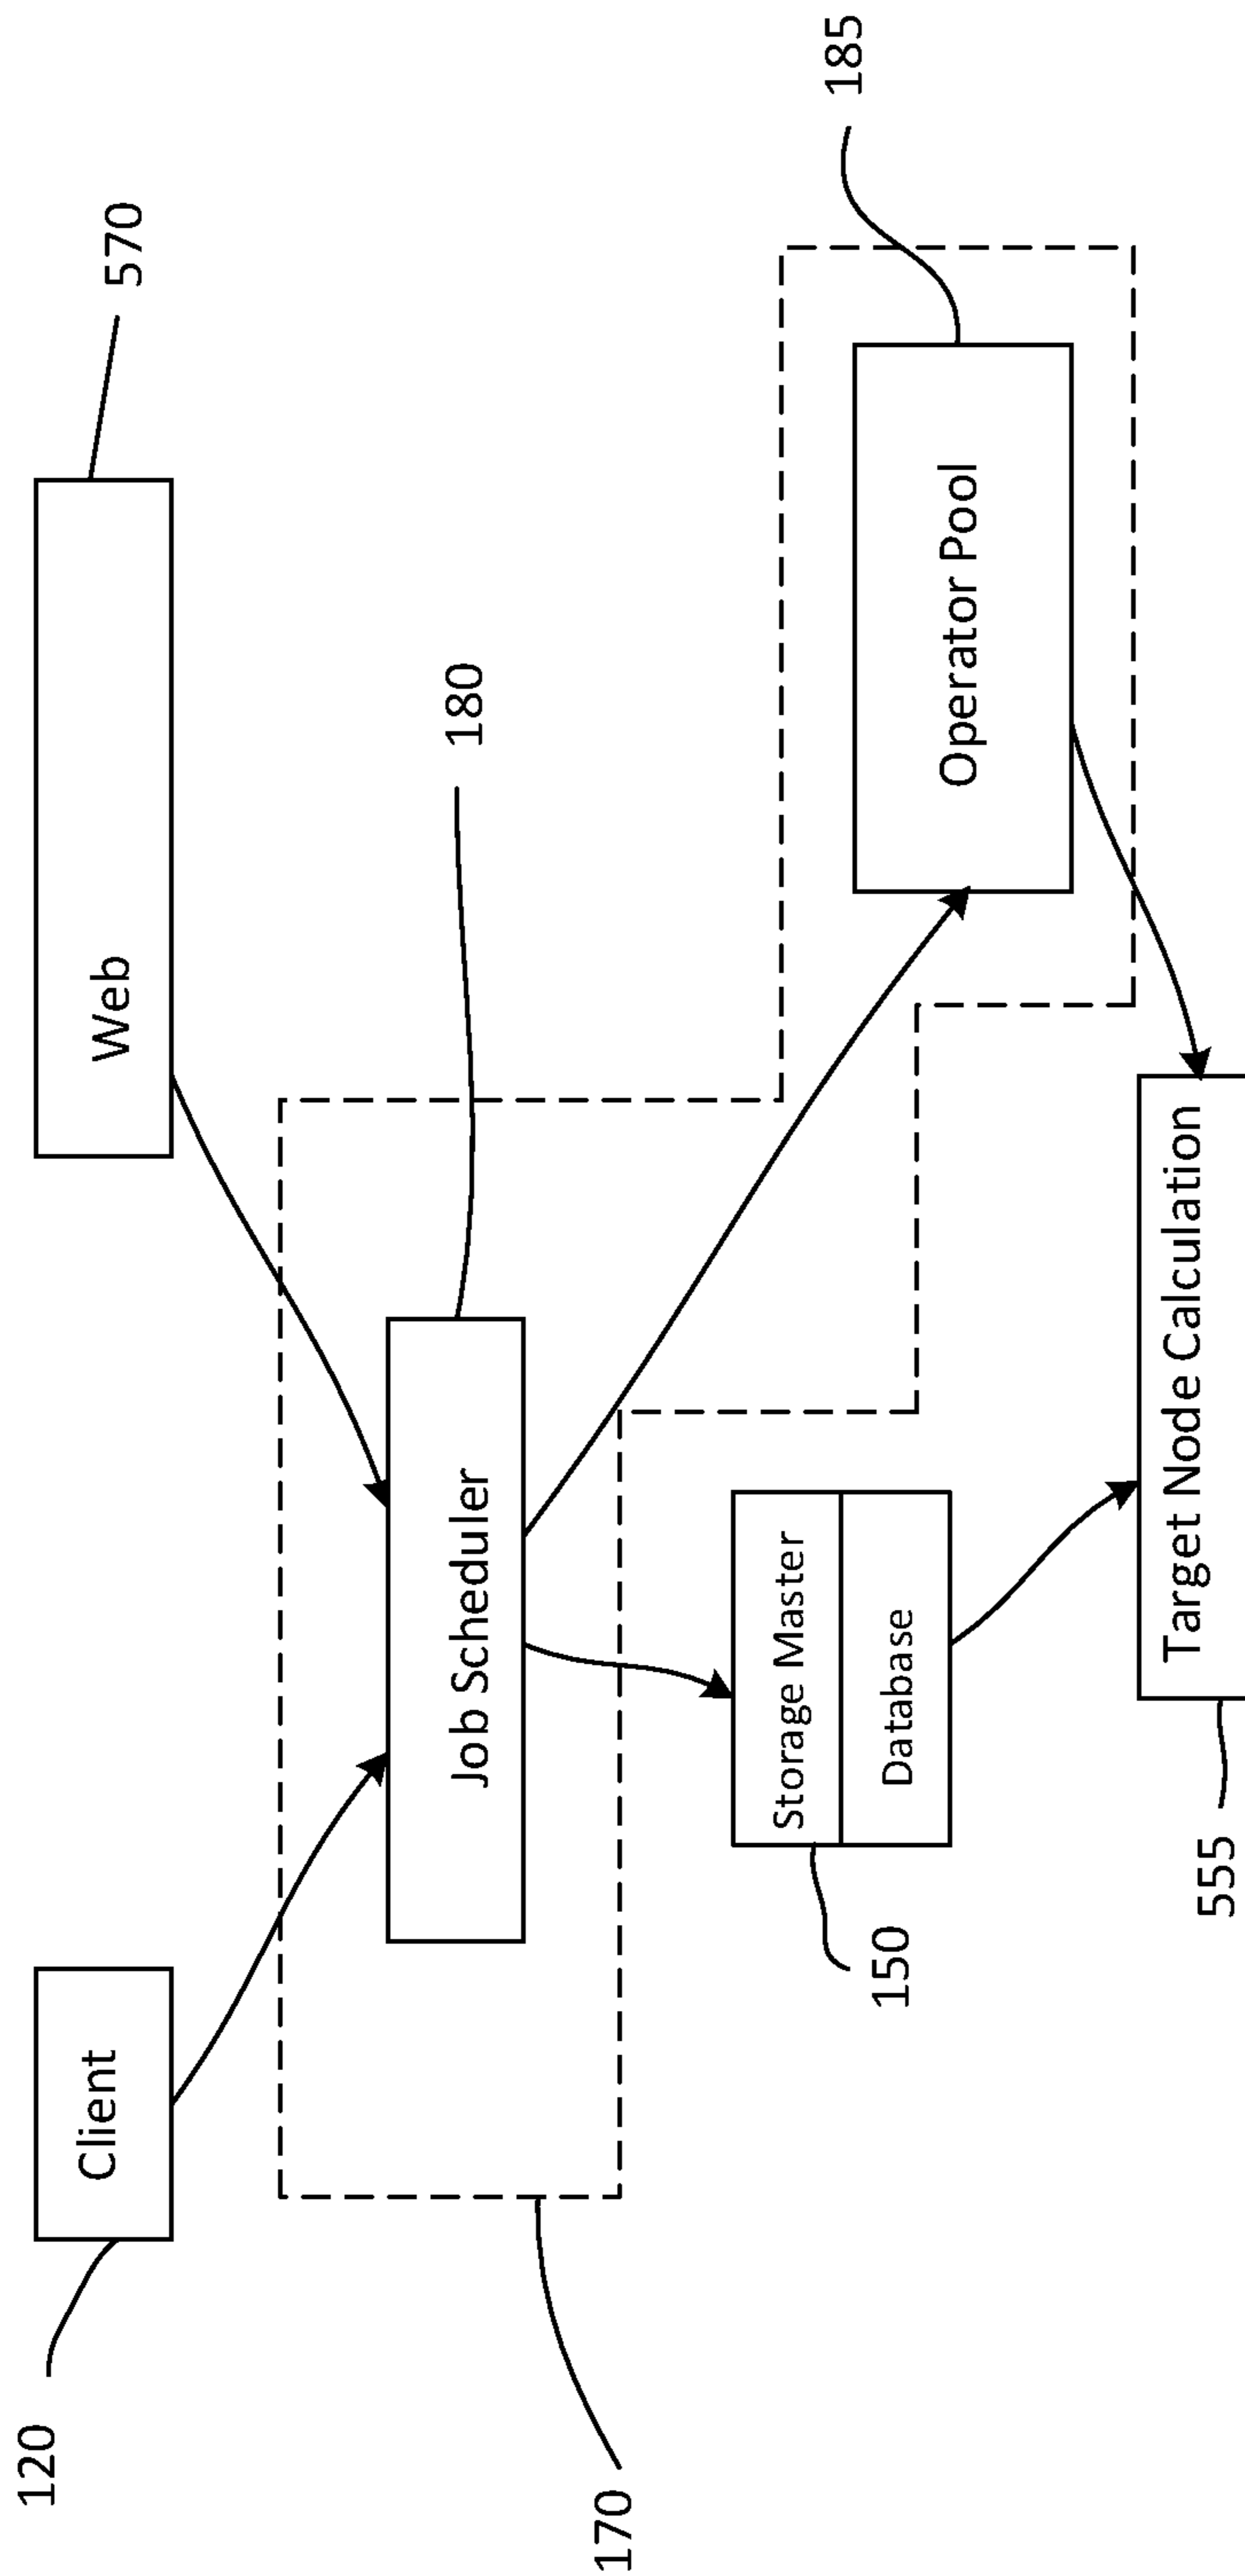 120
Client
Web
570
170
Job Scheduler
180
150
Storage Master
Database
Operator Pool
185
555
Target Node Calculation